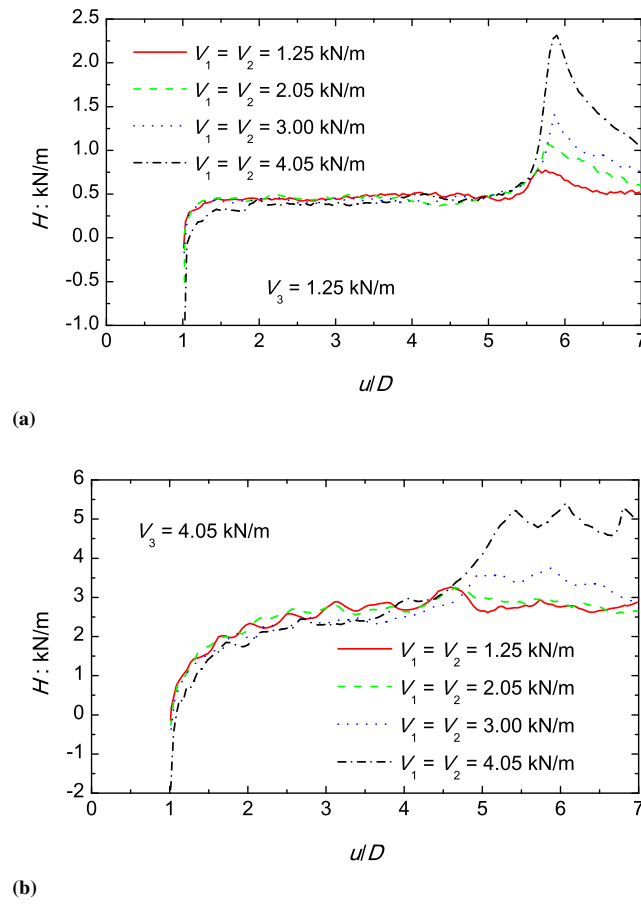 2.5
2.0
1.5
1.0
0.5
0.0
-0.5
-1.0
H : kN/m
V1 = V2 = 1.25 kN/m
V1 = V2 = 2.05 kN/m
V1 = V2 = 3.00 kN/m
V1 = V2 = 4.05 kN/m
V3 = 1.25 kN/m
0 1 2 3 4 5 6 7
u/D
(a)
6
5
4
3
2
1
0
-1
-2
H : kN/m
V3 = 4.05 kN/m
V1 = V2 = 1.25 kN/m
V1 = V2 = 2.05 kN/m
V1 = V2 = 3.00 kN/m
V1 = V2 = 4.05 kN/m
0 1 2 3 4 5 6 7
u/D
(b)